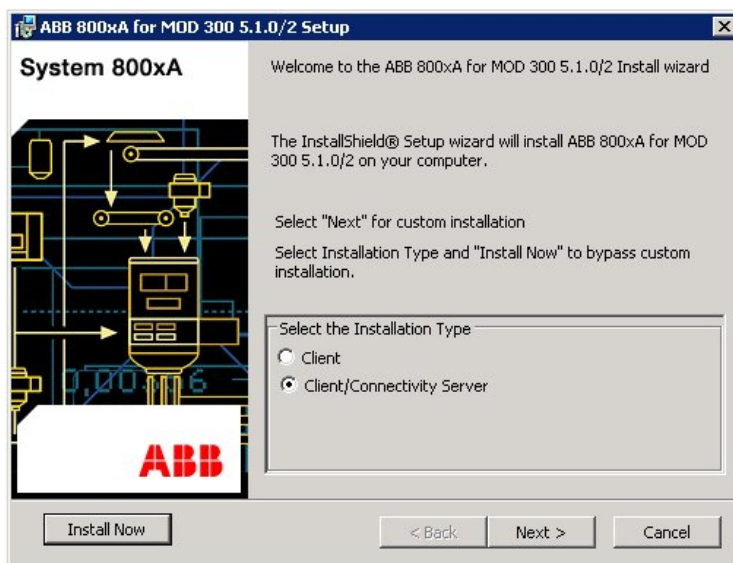 ABB 800xA for MOD 300 5.1.0/2 Setup
System 800xA
Welcome to the ABB 800xA for MOD 300 5.1.0/2 Install wizard
The InstallShield® Setup wizard will install ABB 800xA for MOD
300 5.1.0/2 on your computer.
Select "Next" for custom installation
Select Installation Type and "Install Now" to bypass custom
installation.
Select the Installation Type
Client
Client/Connectivity Server
ABB
Install Now
< Back
Next >
Cancel